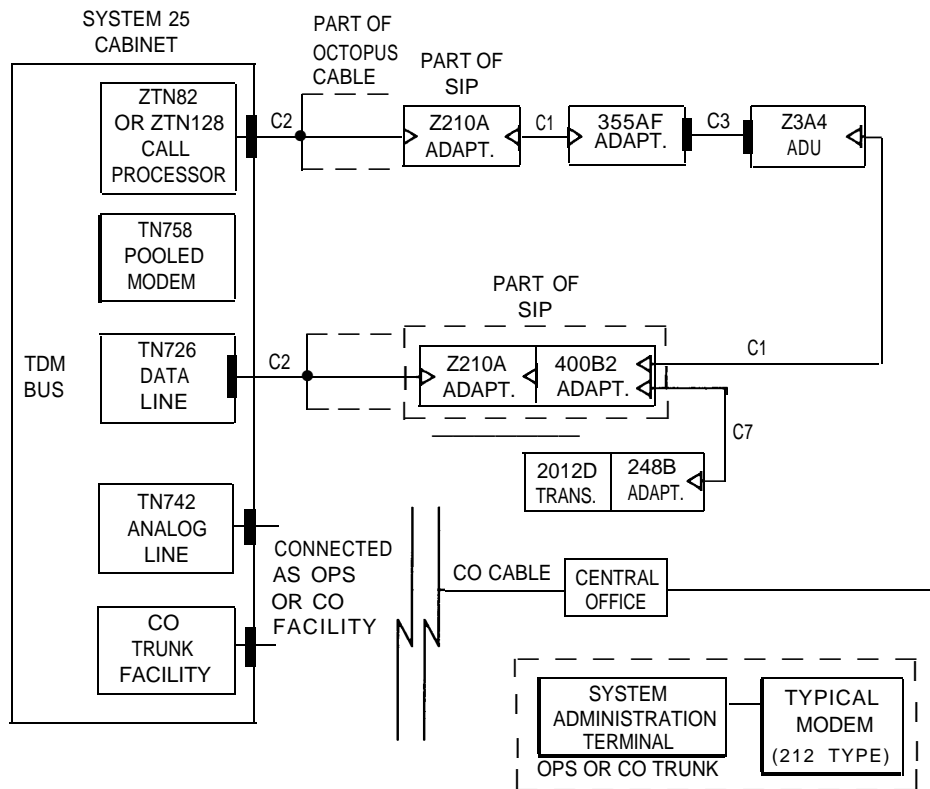 SYSTEM 25
CABINET
PART OF
OCTOPUS
CABLE
PART OF
SIP
ZTN82
OR ZTN128
CALL
PROCESSOR
C2
Z210A
ADAPT.
C1
355AF
ADAPT.
C3
Z3A4
ADU
TN758
POOLED
MODEM
PART OF
SIP
TDM
BUS
TN726
DATA
LINE
C2
Z210A
ADAPT.
400B2
ADAPT.
C1
C7
2012D
TRANS.
248B
ADAPT.
TN742
ANALOG
LINE
CONNECTED
AS OPS
OR CO
FACILITY
CO CABLE
CENTRAL
OFFICE
CO
TRUNK
FACILITY
SYSTEM
ADMINISTRATION
TERMINAL
TYPICAL
MODEM
(212 TYPE)
OPS OR CO TRUNK